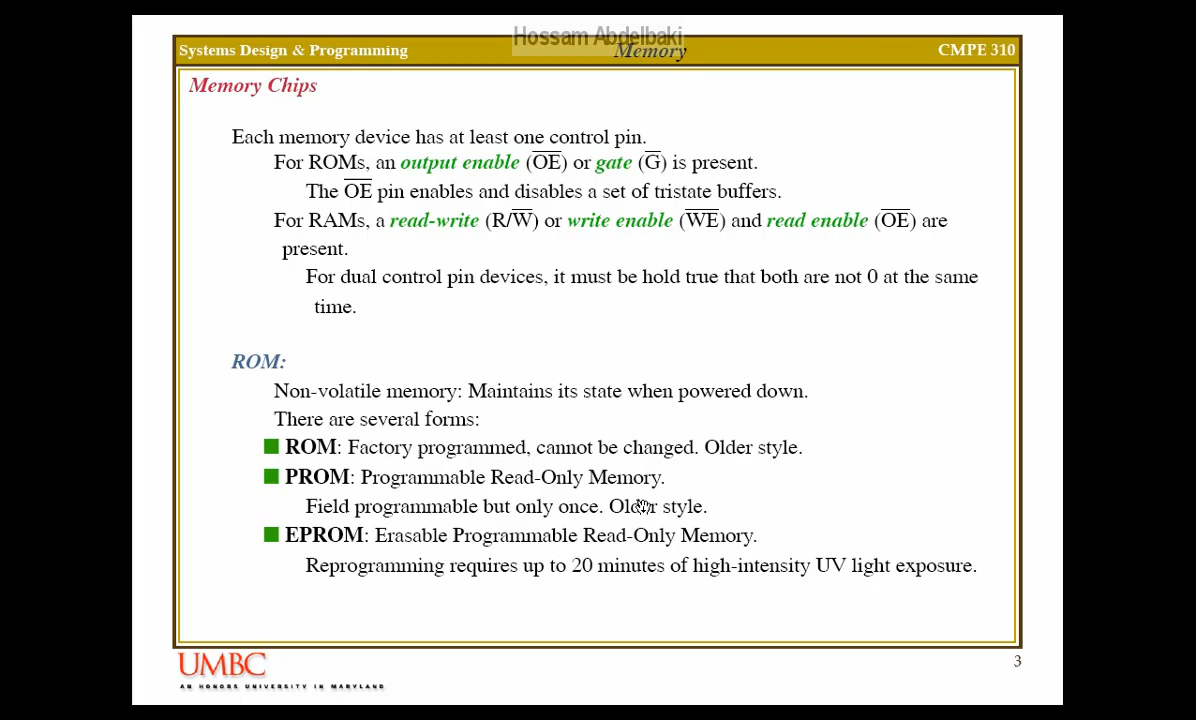 Hossam Abdelbaki
Systems Design & Programming Memory CMPE 310
Memory Chips
Each memory device has at least one control pin.
For ROMs, an output enable (O̅E̅) or gate (G̅) is present.
The O̅E̅ pin enables and disables a set of tristate buffers.
For RAMs, a read-write (R/W̅) or write enable (W̅E̅) and read enable (O̅E̅) are
present.
For dual control pin devices, it must be hold true that both are not 0 at the same
time.
ROM:
Non-volatile memory: Maintains its state when powered down.
There are several forms:
ROM: Factory programmed, cannot be changed. Older style.
PROM: Programmable Read-Only Memory.
Field programmable but only once. Older style.
EPROM: Erasable Programmable Read-Only Memory.
Reprogramming requires up to 20 minutes of high-intensity UV light exposure.
UMBC
AN HONORS UNIVERSITY IN MARYLAND
3